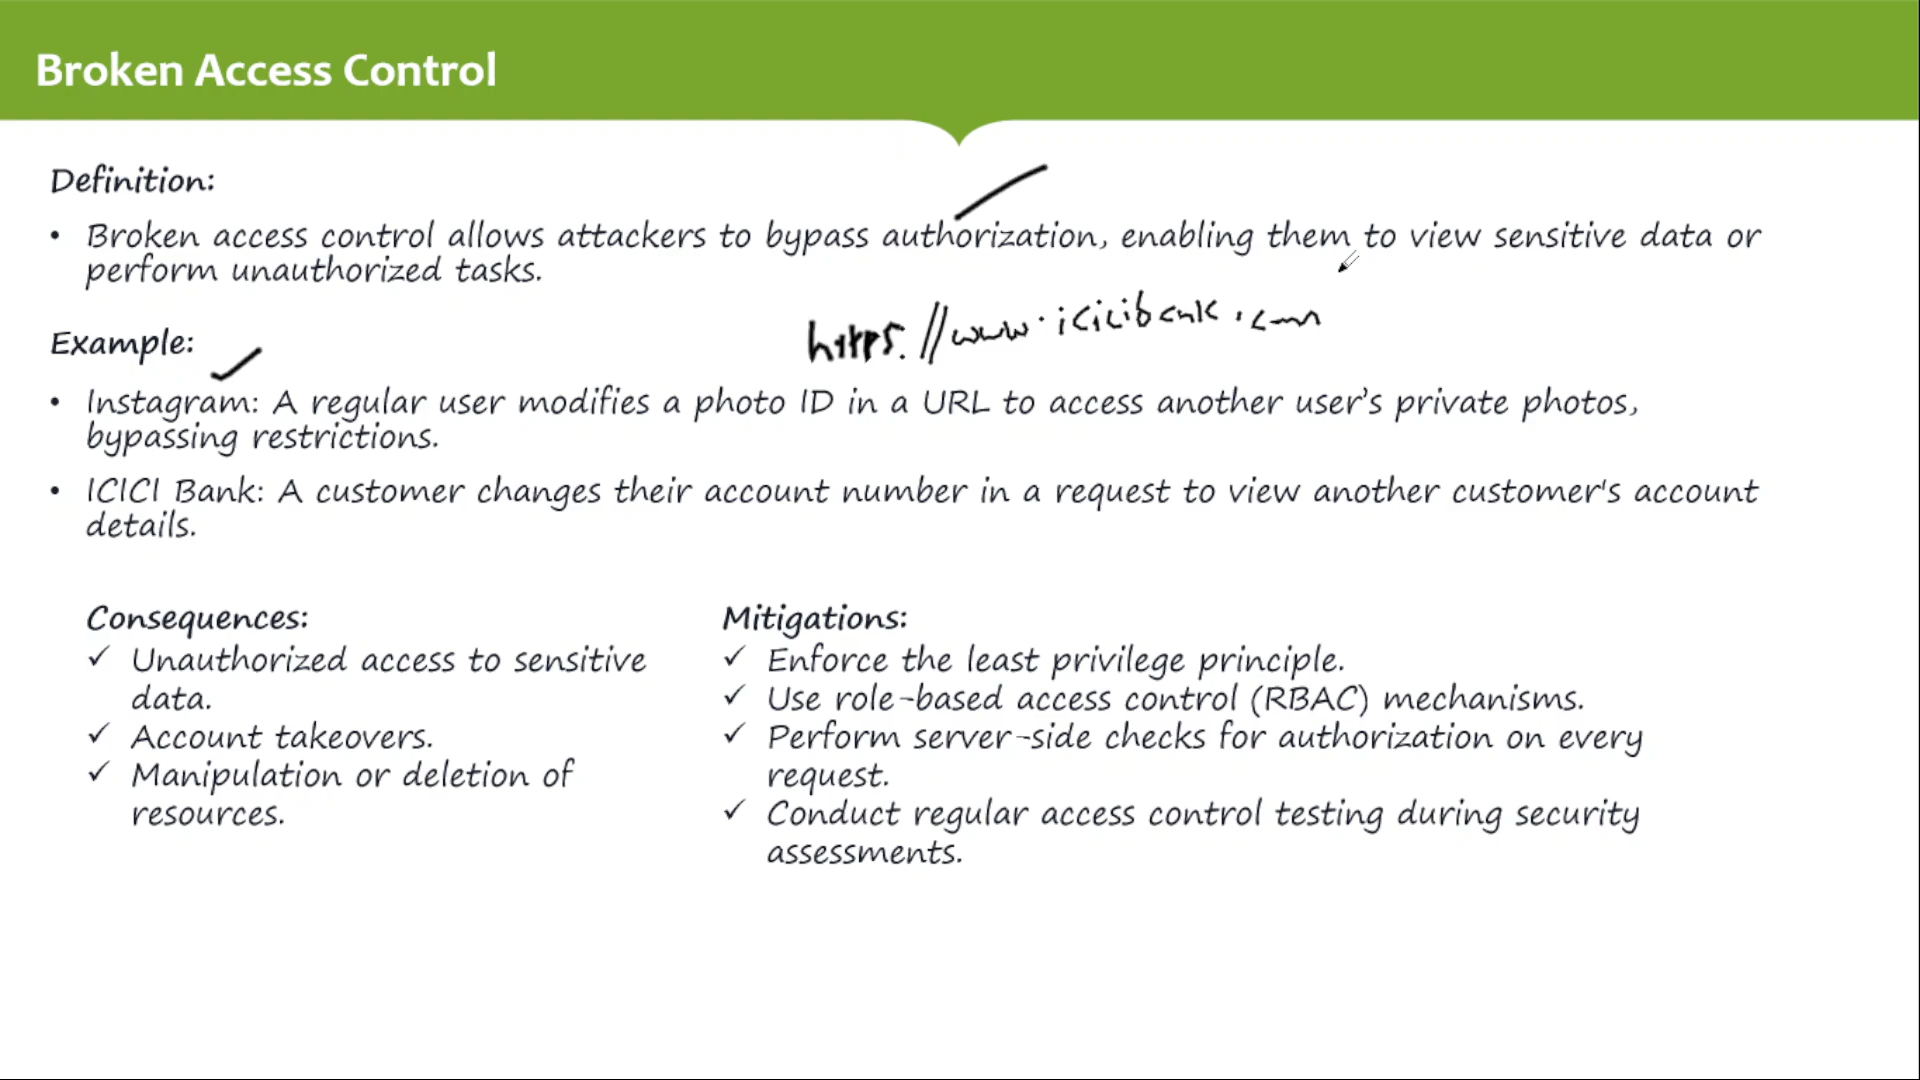 Broken Access Control
Definition:
• Broken access control allows attackers to bypass authorization, enabling them to view sensitive data or
perform unauthorized tasks.
https://www.icicibank.com
Example:
• Instagram: A regular user modifies a photo ID in a URL to access another user's private photos,
bypassing restrictions.
• ICICI Bank: A customer changes their account number in a request to view another customer's account
details.
Consequences:
✓ Unauthorized access to sensitive
data.
✓ Account takeovers.
✓ Manipulation or deletion of
resources.
Mitigations:
✓ Enforce the least privilege principle.
✓ Use role-based access control (RBAC) mechanisms.
✓ Perform server-side checks for authorization on every
request.
✓ Conduct regular access control testing during security
assessments.